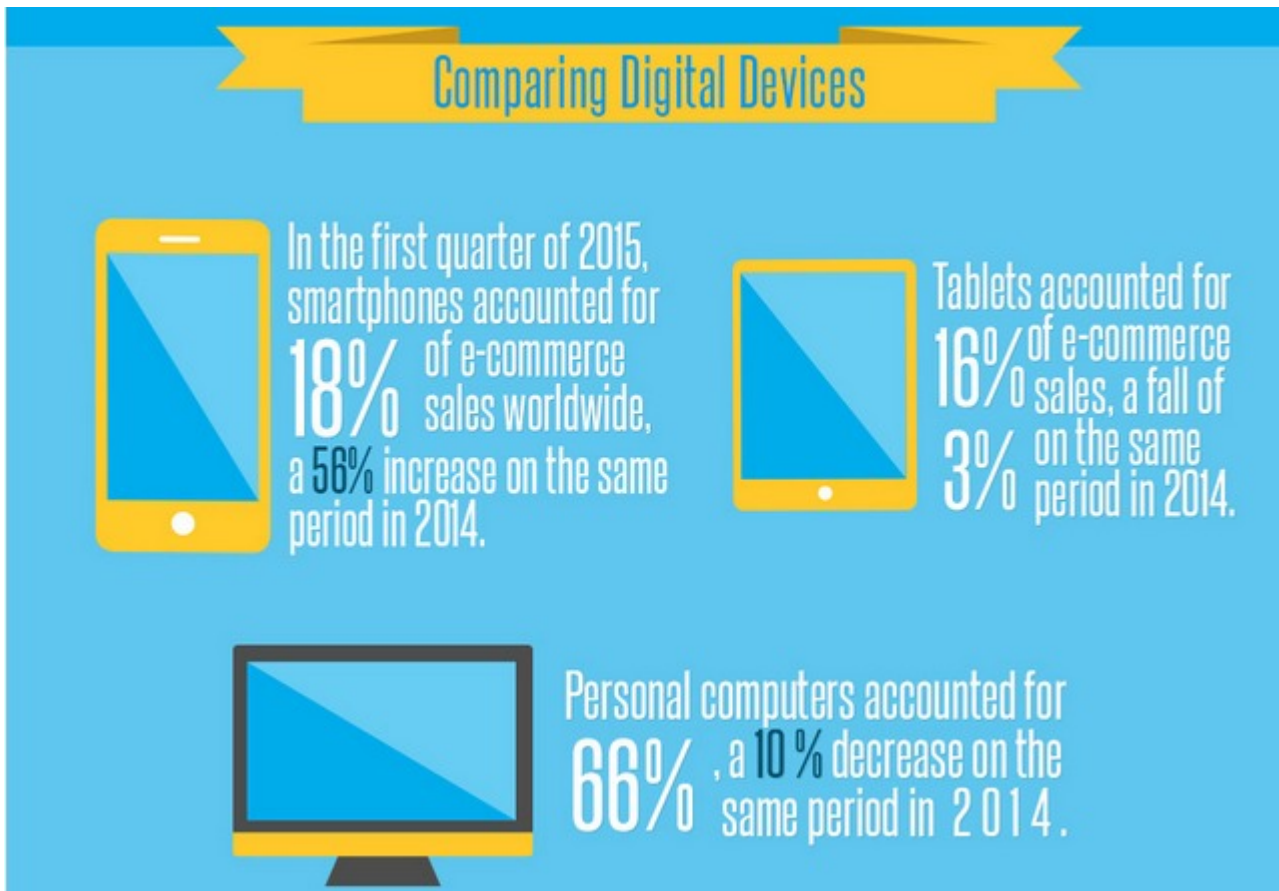 Comparing Digital Devices
In the first quarter of 2015,
smartphones accounted for
18% of e-commerce
sales worldwide,
a 56% increase on the same
period in 2014.
Tablets accounted for
16% of e-commerce
sales, a fall of
3% on the same
period in 2014.
Personal computers accounted for
66% , a 10 % decrease on the
same period in 2014.